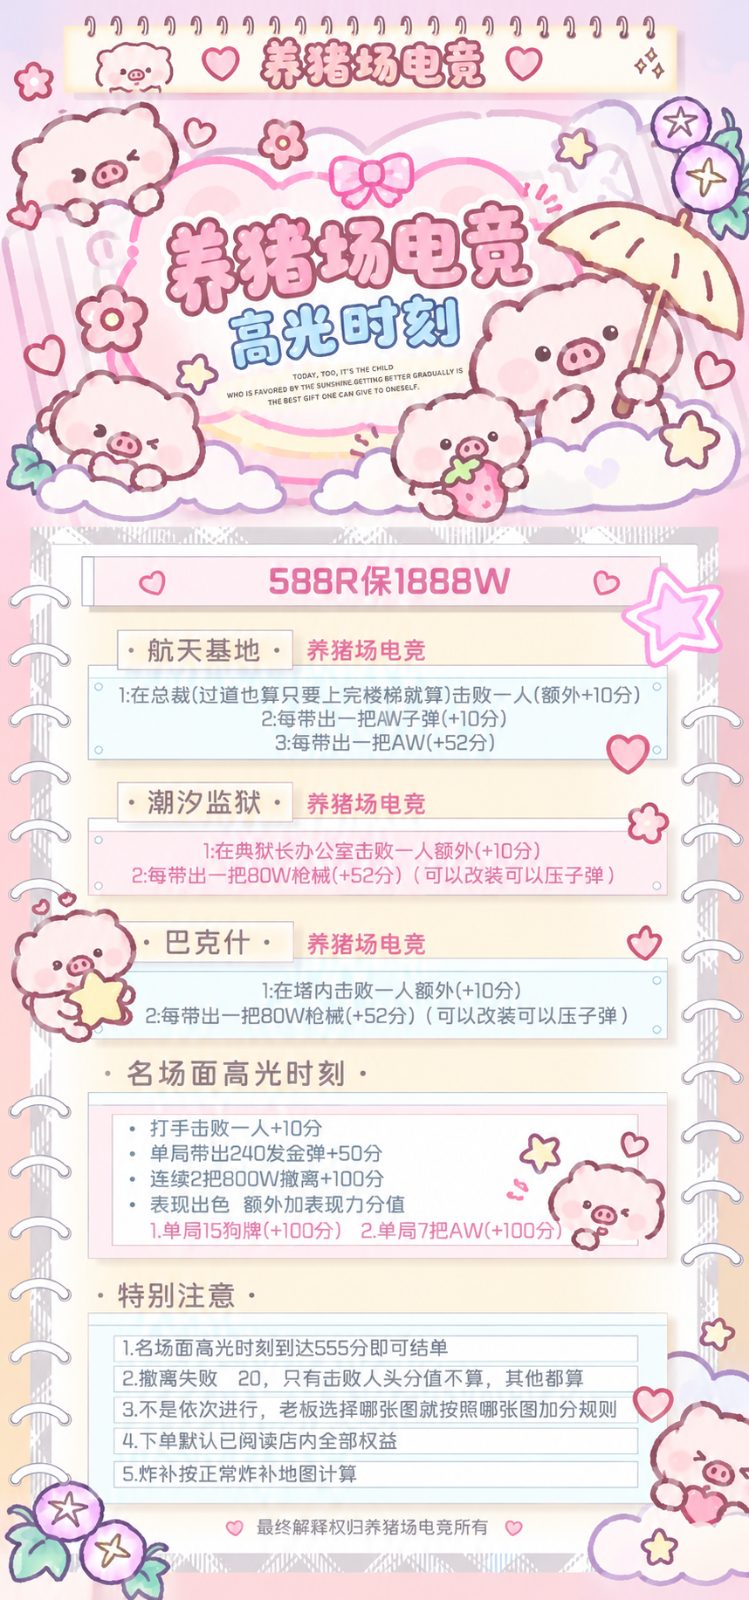 养猪场电竞
养猪场电竞
高光时刻
TODAY, TOO, IT'S THE CHILD
WHO IS FAVORED BY THE SUNSHINE.GETTING BETTER GRADUALLY IS
THE BEST GIFT ONE CAN GIVE TO ONESELF.
588R保1888W
·航天基地· 养猪场电竞
1:在总裁(过道也算只要上完楼梯就算)击败一人(额外+10分)
2:每带出一把AW子弹(+10分)
3:每带出一把AW(+52分)
·潮汐监狱· 养猪场电竞
1:在典狱长办公室击败一人额外(+10分)
2:每带出一把80W枪械(+52分)(可以改装可以压子弹)
·巴克什· 养猪场电竞
1:在塔内击败一人额外(+10分)
2:每带出一把80W枪械(+52分)(可以改装可以压子弹)
·名场面高光时刻·
• 打手击败一人+10分
• 单局带出240发金弹+50分
• 连续2把800W撤离+100分
• 表现出色 额外加表现力分值
1.单局15狗牌(+100分) 2.单局7把AW(+100分)
·特别注意·
1.名场面高光时刻到达555分即可结单
2.撤离失败 20，只有击败人头分值不算，其他都算
3.不是依次进行，老板选择哪张图就按照哪张图加分规则
4.下单默认已阅读店内全部权益
5.炸补按正常炸补地图计算
最终解释权归养猪场电竞所有